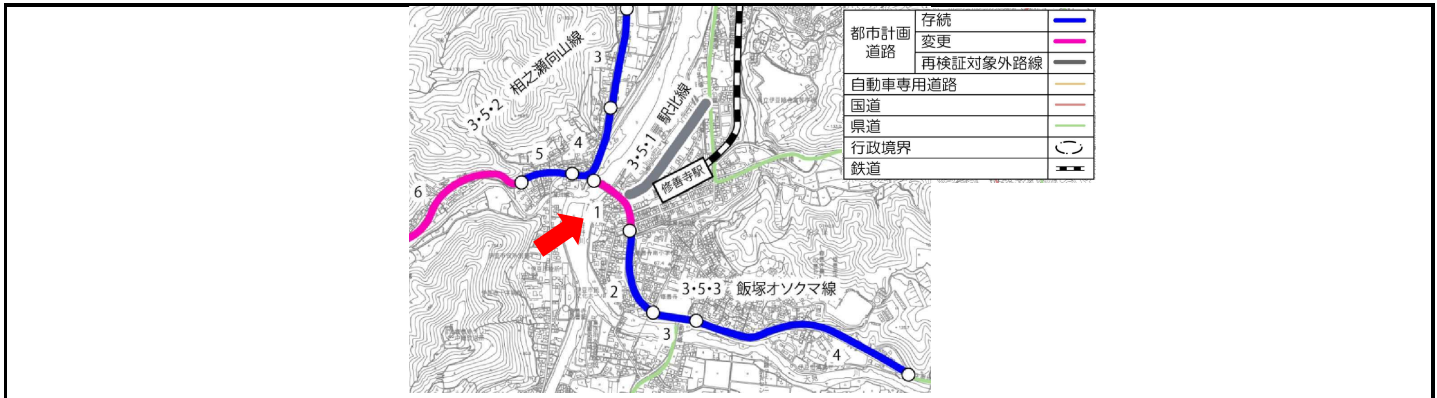 都市計画
道路
存続
変更
再検証対象外路線
自動車専用道路
国道
県道
行政境界
鉄道
3・5・2 相之瀬向山線
3
3・5・1 駅北線
5
4
修善寺駅
6
1
2
3・5・3 飯塚オソクマ線
3
4